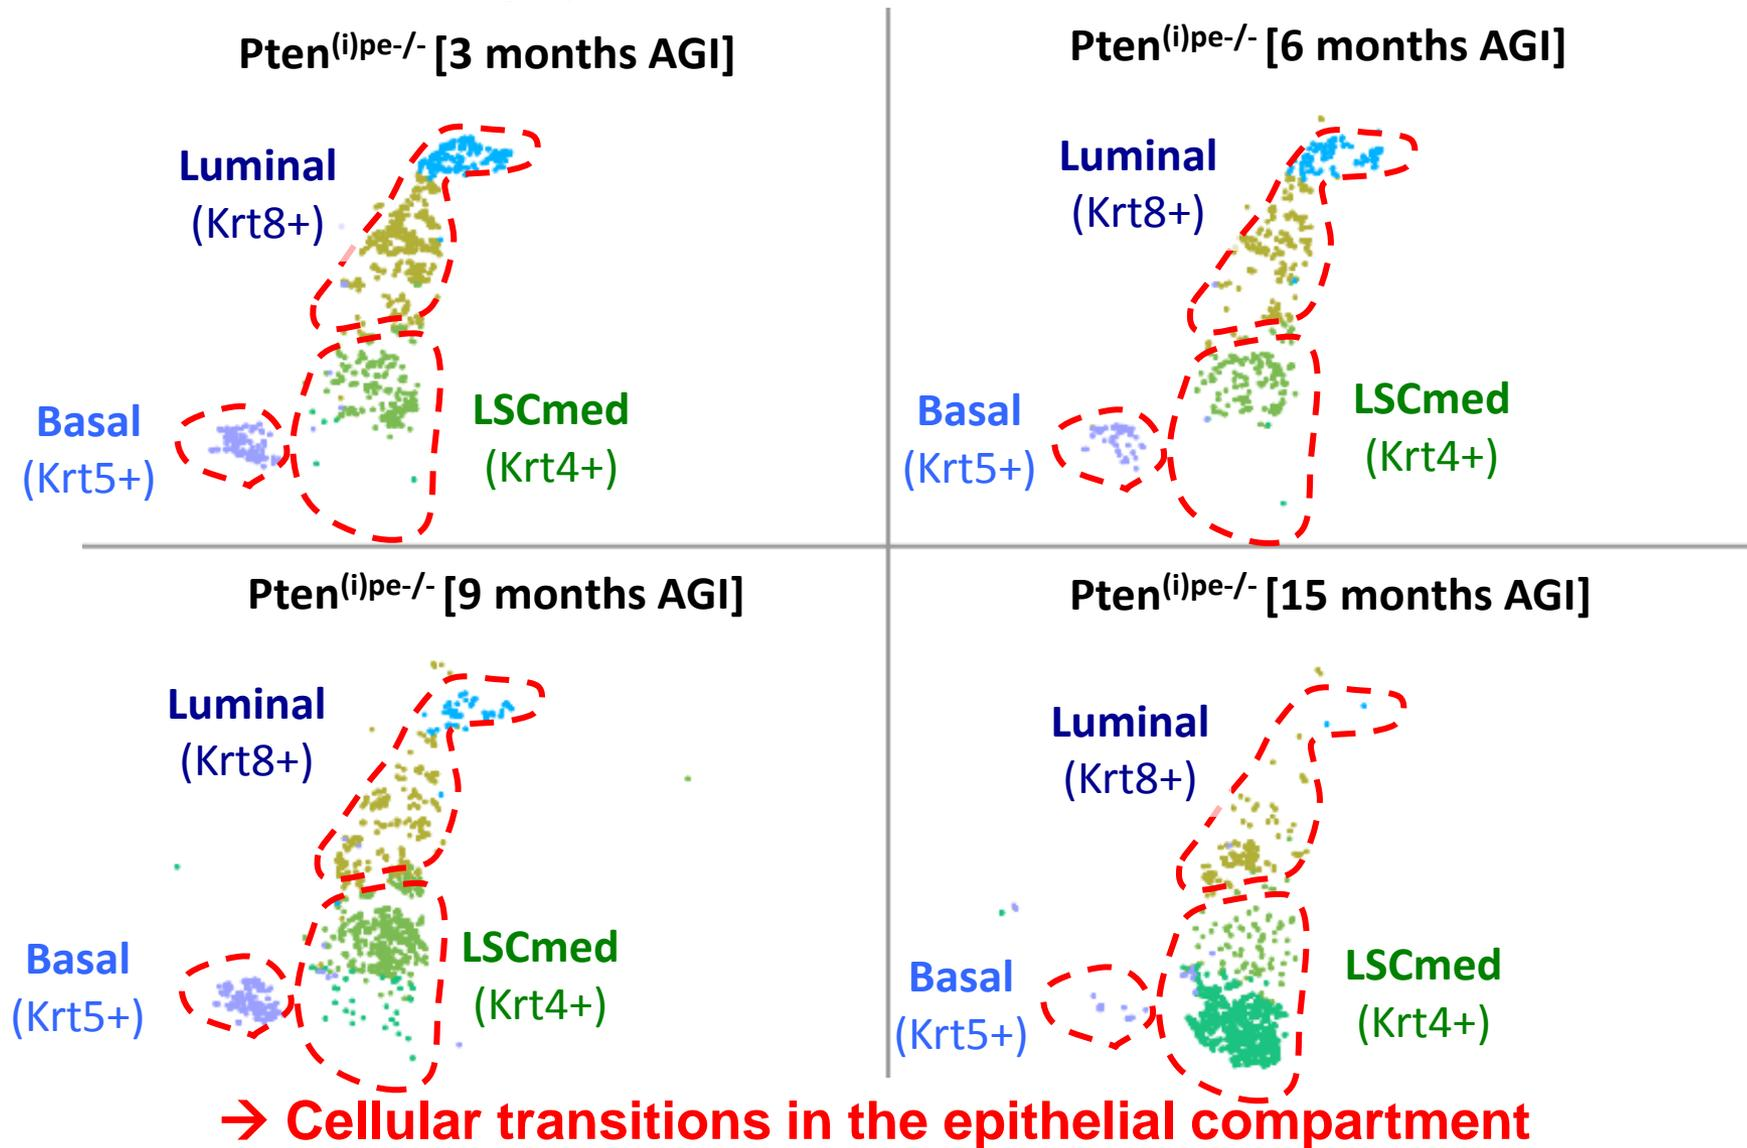 Pten(i)pe-/- [3 months AGI]
Luminal
(Krt8+)
Basal
(Krt5+)
LSCmed
(Krt4+)
Pten(i)pe-/- [6 months AGI]
Luminal
(Krt8+)
Basal
(Krt5+)
LSCmed
(Krt4+)
Pten(i)pe-/- [9 months AGI]
Luminal
(Krt8+)
Basal
(Krt5+)
LSCmed
(Krt4+)
Pten(i)pe-/- [15 months AGI]
Luminal
(Krt8+)
Basal
(Krt5+)
LSCmed
(Krt4+)
→ Cellular transitions in the epithelial compartment